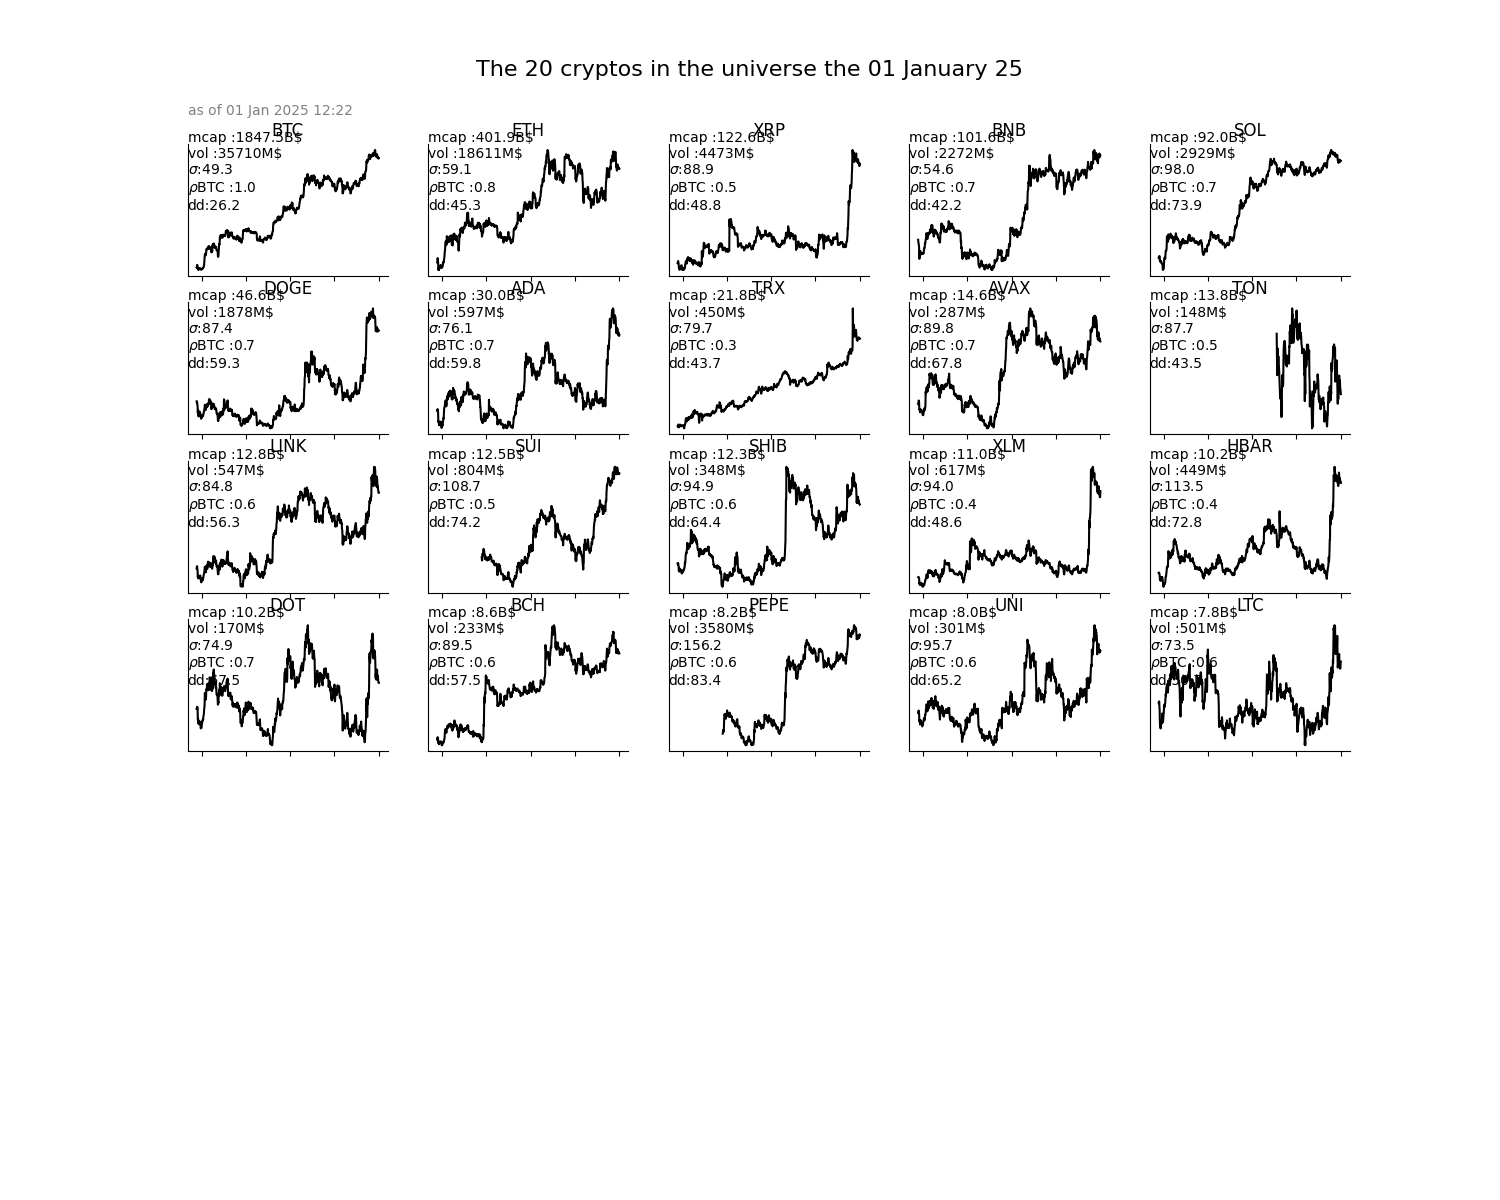 The 20 cryptos in the universe the 01 January 25
as of 01 Jan 2025 12:22
BTC
mcap :1847.3B$
vol :35710M$
σ:49.3
ρBTC :1.0
dd:26.2
ETH
mcap :401.9B$
vol :18611M$
σ:59.1
ρBTC :0.8
dd:45.3
XRP
mcap :122.6B$
vol :4473M$
σ:88.9
ρBTC :0.5
dd:48.8
BNB
mcap :101.6B$
vol :2272M$
σ:54.6
ρBTC :0.7
dd:42.2
SOL
mcap :92.0B$
vol :2929M$
σ:98.0
ρBTC :0.7
dd:73.9
DOGE
mcap :46.6B$
vol :1878M$
σ:87.4
ρBTC :0.7
dd:59.3
ADA
mcap :30.0B$
vol :597M$
σ:76.1
ρBTC :0.7
dd:59.8
TRX
mcap :21.8B$
vol :450M$
σ:79.7
ρBTC :0.3
dd:43.7
AVAX
mcap :14.6B$
vol :287M$
σ:89.8
ρBTC :0.7
dd:67.8
TON
mcap :13.8B$
vol :148M$
σ:87.7
ρBTC :0.5
dd:43.5
LINK
mcap :12.8B$
vol :547M$
σ:84.8
ρBTC :0.6
dd:56.3
SUI
mcap :12.5B$
vol :804M$
σ:108.7
ρBTC :0.5
dd:74.2
SHIB
mcap :12.3B$
vol :348M$
σ:94.9
ρBTC :0.6
dd:64.4
XLM
mcap :11.0B$
vol :617M$
σ:94.0
ρBTC :0.4
dd:48.6
HBAR
mcap :10.2B$
vol :449M$
σ:113.5
ρBTC :0.4
dd:72.8
DOT
mcap :10.2B$
vol :170M$
σ:74.9
ρBTC :0.7
BCH
mcap :8.6B$
vol :233M$
σ:89.5
ρBTC :0.6
dd:57.5
PEPE
mcap :8.2B$
vol :3580M$
σ:156.2
ρBTC :0.6
dd:83.4
UNI
mcap :8.0B$
vol :301M$
σ:95.7
ρBTC :0.6
dd:65.2
LTC
mcap :7.8B$
vol :501M$
σ:73.5
ρBTC :0.6